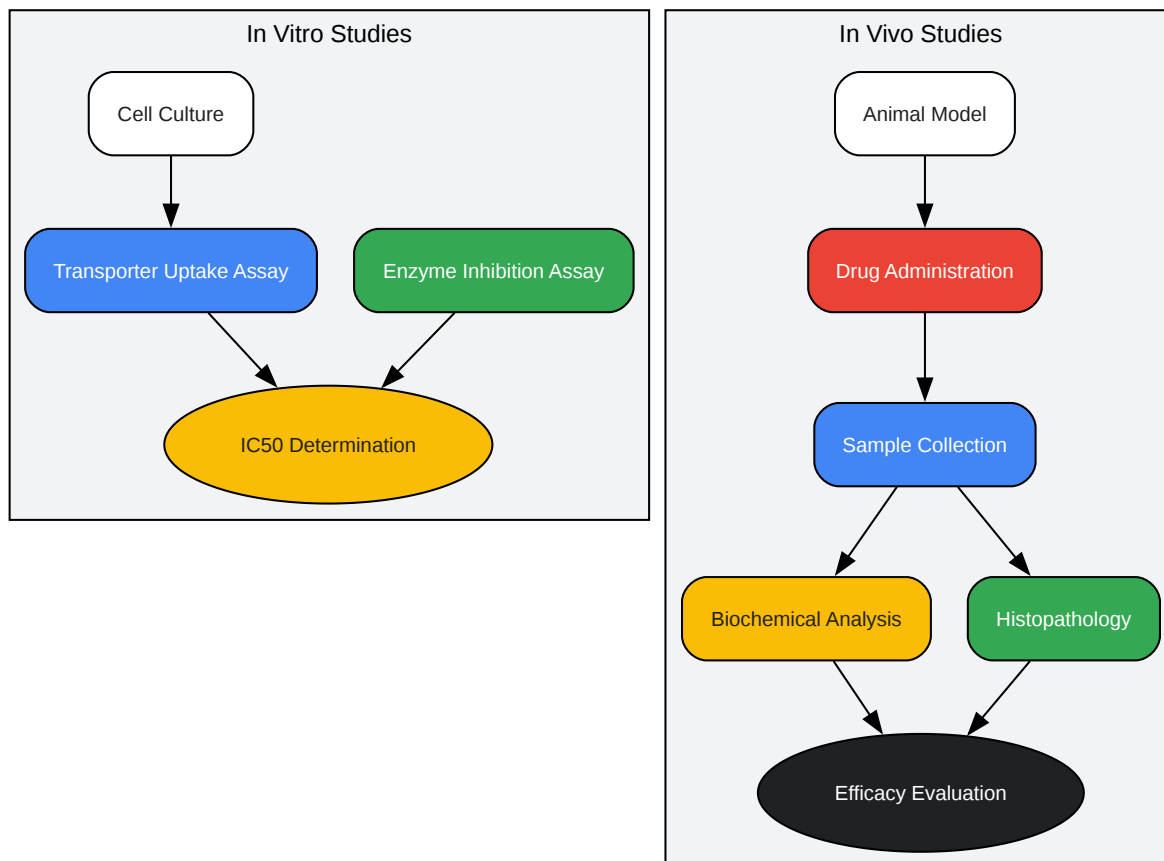 In Vitro Studies
Cell Culture
Transporter Uptake Assay
Enzyme Inhibition Assay
IC50 Determination
In Vivo Studies
Animal Model
Drug Administration
Sample Collection
Biochemical Analysis
Histopathology
Efficacy Evaluation